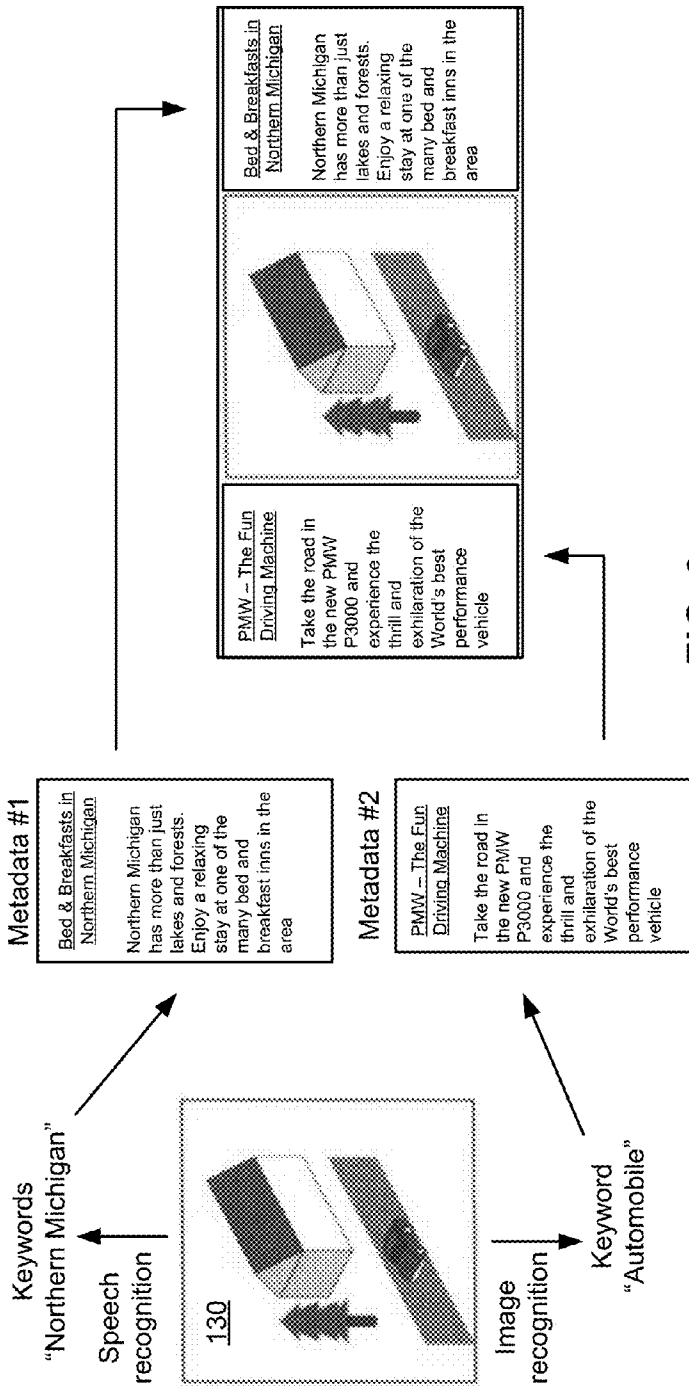 Keywords
“Northern Michigan”
Speech
recognition
130
Image
recognition
Keyword
“Automobile”
Metadata #1
Bed & Breakfasts in
Northern Michigan
Northern Michigan
has more than just
lakes and forests.
Enjoy a relaxing
stay at one of the
many bed and
breakfast inns in the
area
Metadata #2
PMW – The Fun
Driving Machine
Take the road in
the new PMW
P3000 and
experience the
thrill and
exhilaration of the
World’s best
performance
vehicle
PMW – The Fun
Driving Machine
Take the road in
the new PMW
P3000 and
experience the
thrill and
exhilaration of the
World’s best
performance
vehicle
Bed & Breakfasts in
Northern Michigan
Northern Michigan
has more than just
lakes and forests.
Enjoy a relaxing
stay at one of the
many bed and
breakfast inns in the
area
FIG.